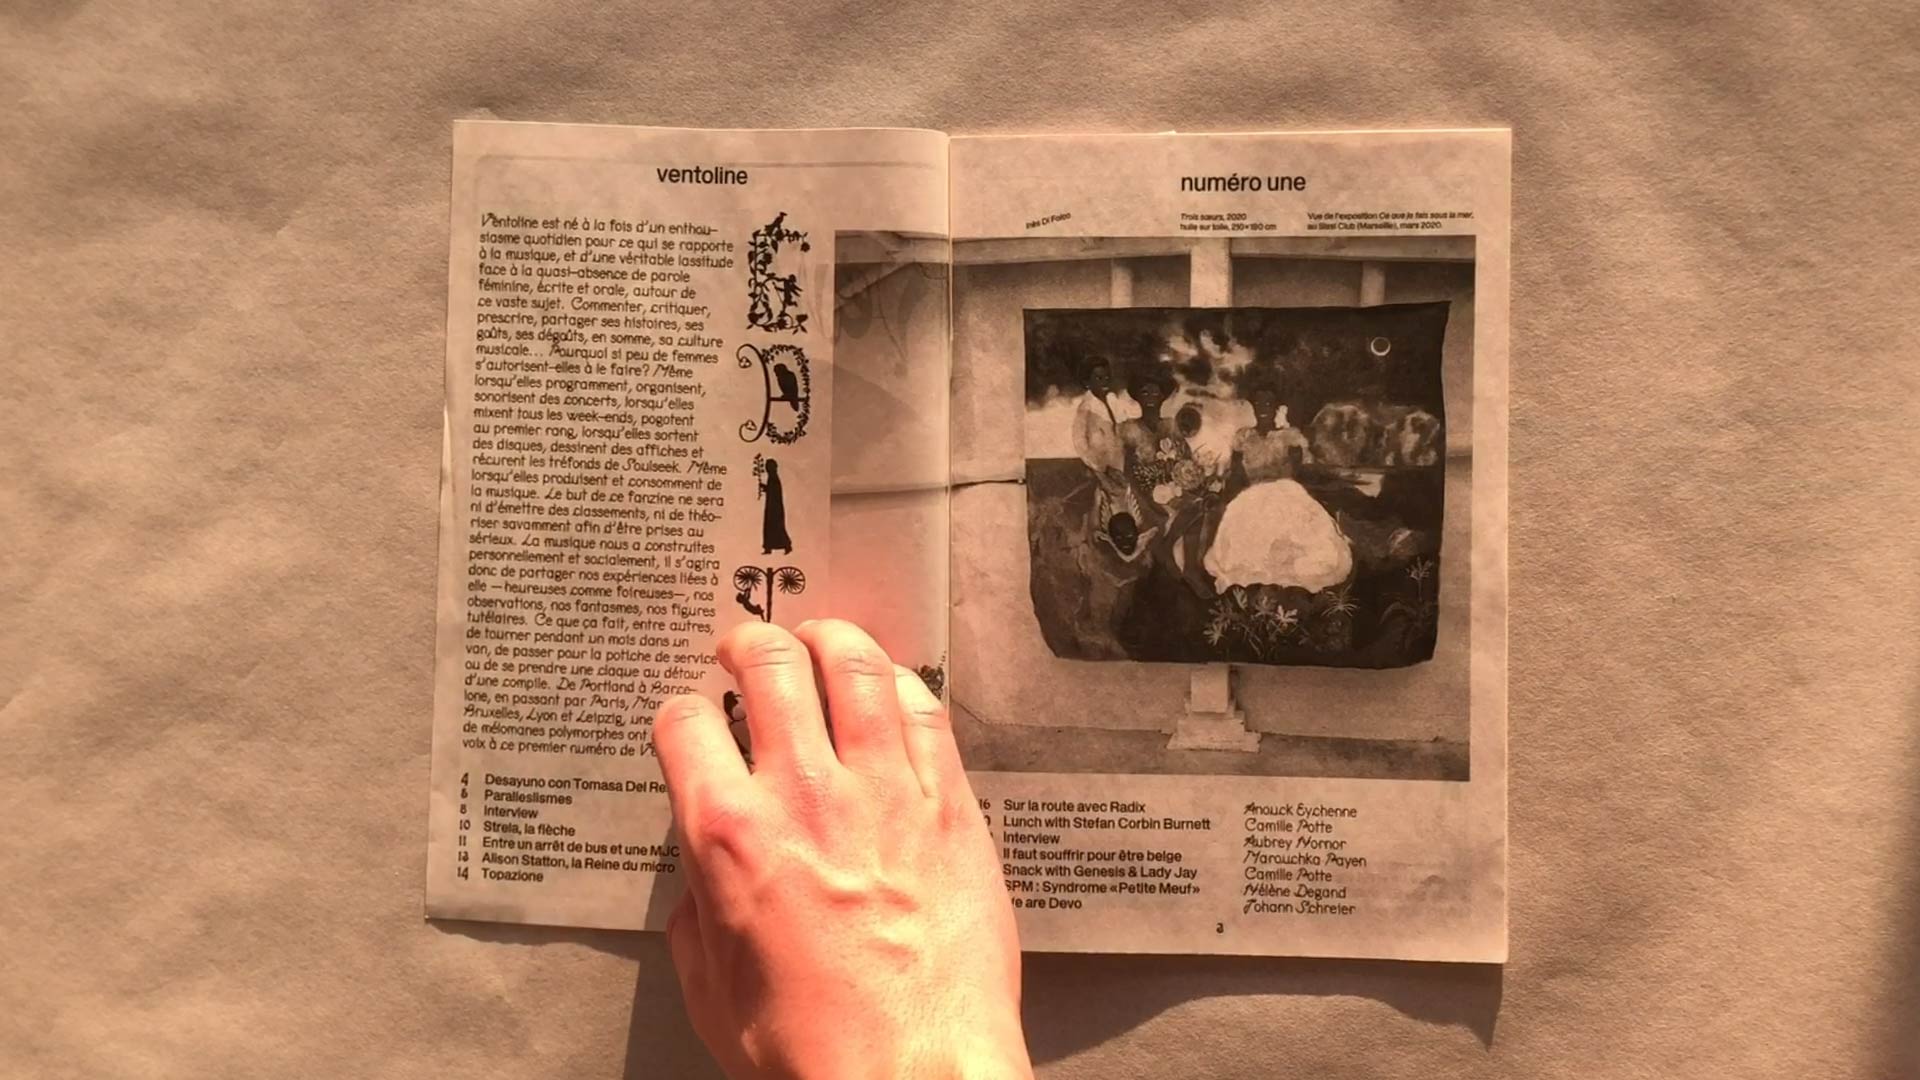 ventoline
Ventoline est né à la fois d'un enthou-
siasme quotidien pour ce qui se rapporte
à la musique, et d'une véritable lassitude
face à la quasi-absence de parole
féminine, écrite et orale, autour de
ce vaste sujet. Commenter, critiquer,
prescrire, partager ses histoires, ses
goûts, ses dégoûts, en somme, sa culture
musicale... Pourquoi si peu de femmes
s'autorisent-elles à le faire? Même
lorsqu'elles programment, organisent,
sonorisent des concerts, lorsqu'elles
mixent tous les week-ends, pogotent
au premier rang, lorsqu'elles sortent
des disques, dessinent des affiches et
récurent les tréfonds de Soulseek. Même
lorsqu'elles produisent et consomment de
la musique. Le but de ce fanzine ne sera
ni d'émettre des classements, ni de théo-
riser savamment afin d'être prises au
sérieux. La musique nous a construites
personnellement et socialement, il s'agira
donc de partager nos expériences liées à
elle —heureuses comme foireuses—, nos
observations, nos fantasmes, nos figures
tutélaires. Ce que ça fait, entre autres,
de tourner pendant un mois dans un
van, de passer pour la potiche de service
ou de se prendre une claque au détour
d'une compile. De Portland à Barce-
lone, en passant par Paris, Mar
Bruxelles, Lyon et Leipzig, une
de mélomanes polymorphes ont
voix à ce premier numéro de
EDIT
4 Desayuno con Tomasa Del Re
6 Paralleslismes
8 Interview
10 Strela, la flèche
11 Entre un arrêt de bus et une MJC
13 Alison Statton, la Reine du micro
14 Topazione
numéro une
Inès Di Folco
Trois sœurs, 2020
huile sur toile, 210×180 cm
Vue de l'exposition Ce que je fais sous la mer,
au Sissi Club (Marseille), mars 2020.
16 Sur la route avec Radix
Lunch with Stefan Corbin Burnett
Interview
Il faut souffrir pour être belge
Snack with Genesis & Lady Jay
SPM : Syndrome «Petite Meuf»
We are Devo
Anouck Eychenne
Camille Potte
Aubrey Hornor
Marouchka Payen
Camille Potte
Hélène Degand
Johann Schreier
3